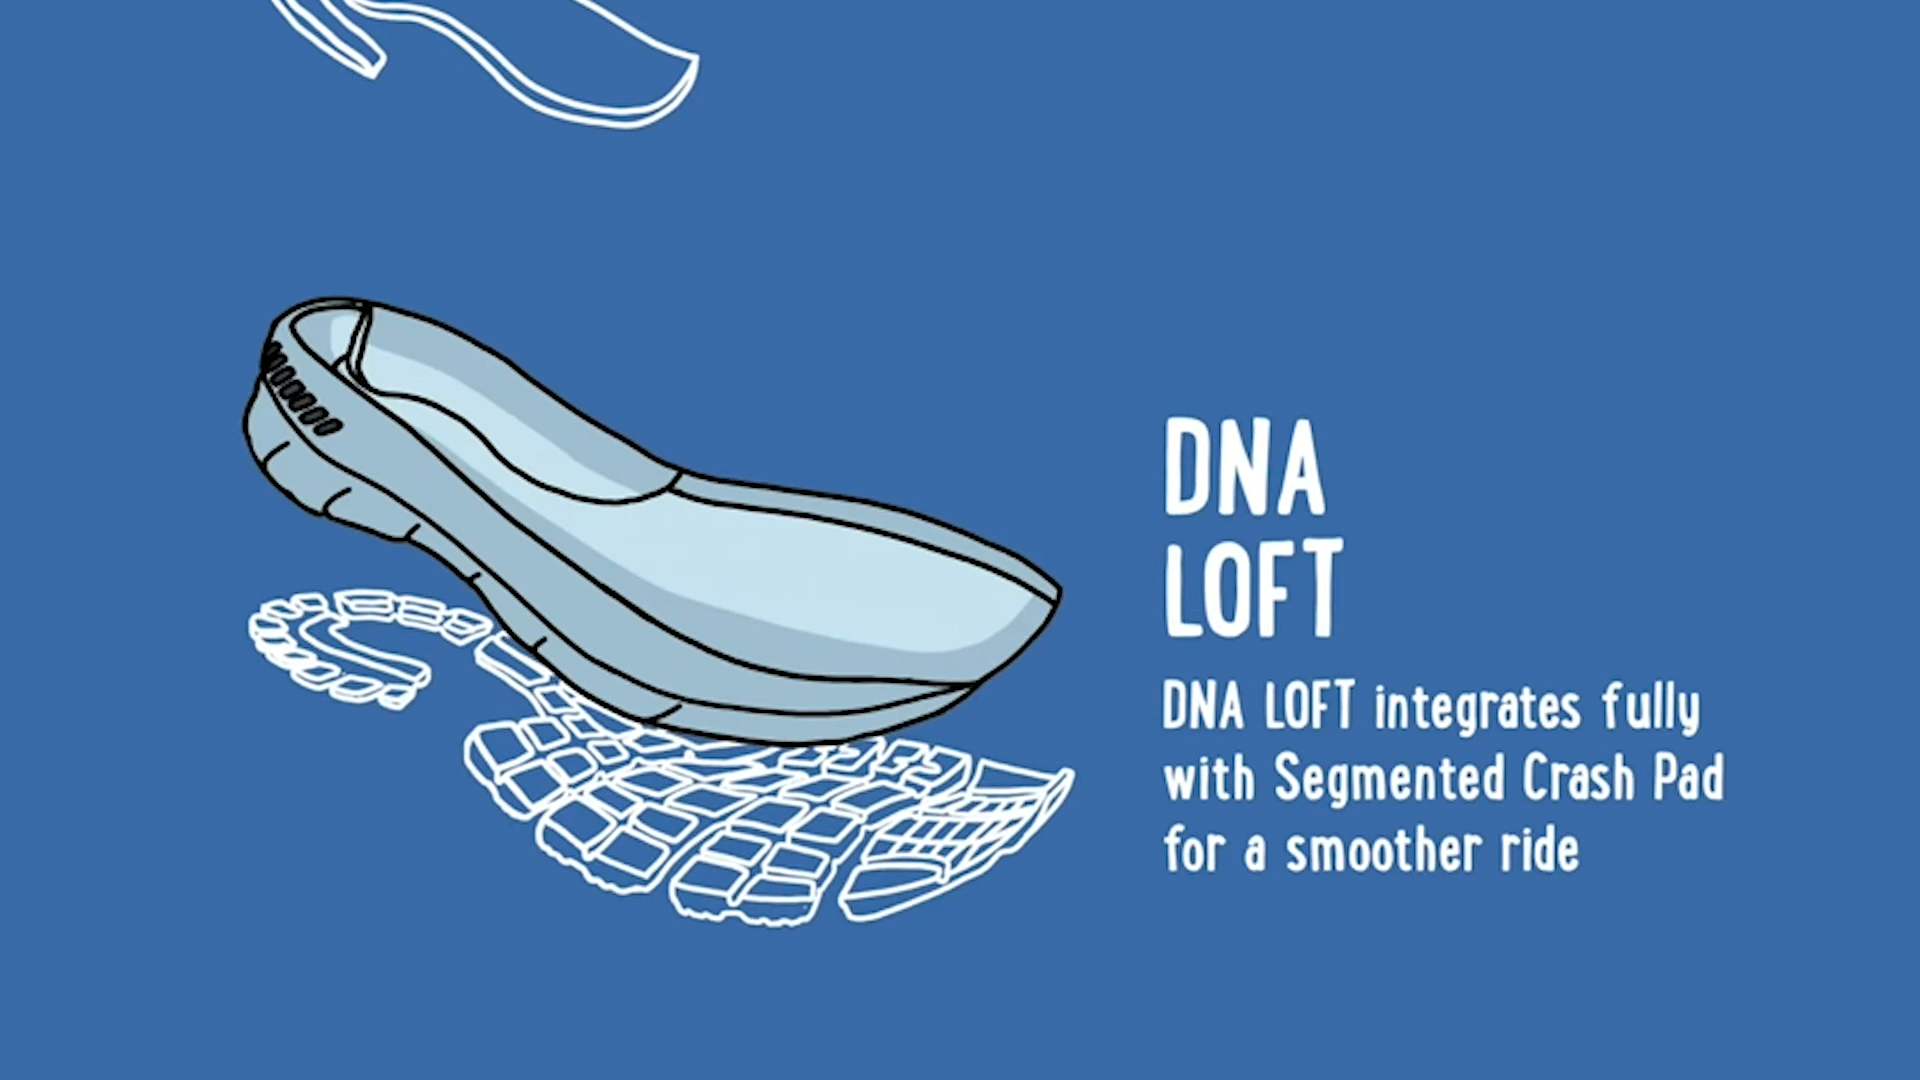 DNA
LOFT
DNA LOFT integrates fully
with Segmented Crash Pad
for a smoother ride